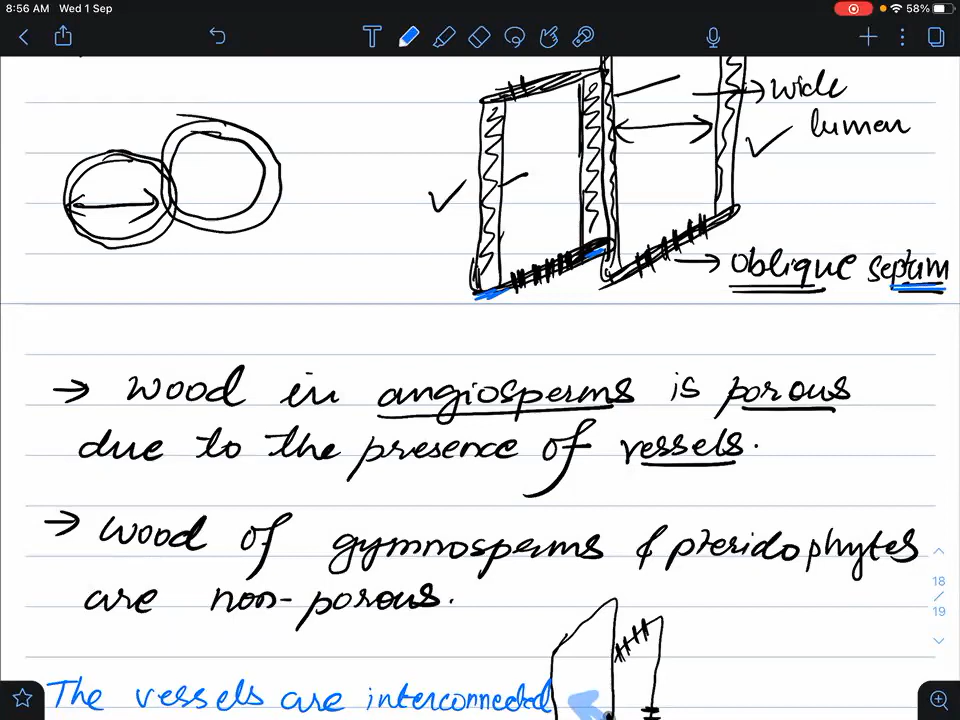 8:56 AM Wed 1 Sep
58%
→ wide
lumen
→ oblique septum
→ wood in angiosperms is porous
due to the presence of vessels.
→ wood of gymnosperms & pteridophytes
are non-porous.
18
/
19
The vessels are interconnected